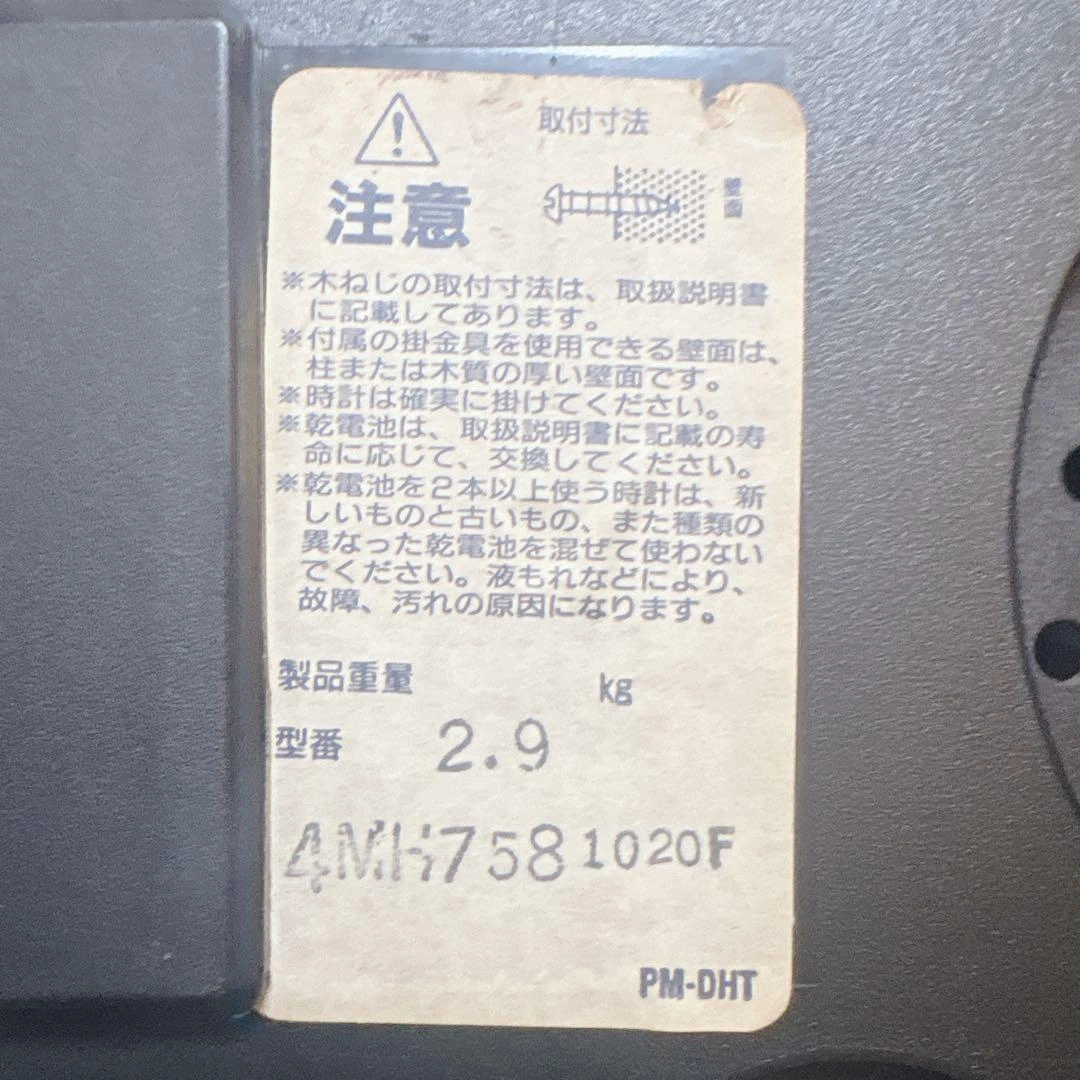 取付寸法
壁面
注意
※木ねじの取付寸法は、取扱説明書
に記載してあります。
※付属の掛金具を使用できる壁面は、
柱または木質の厚い壁面です。
※時計は確実に掛けてください。
※乾電池は、取扱説明書に記載の寿
命に応じて、交換してください。
※乾電池を2本以上使う時計は、新
しいものと古いもの、また種類の
異なった乾電池を混ぜて使わない
でください。液もれなどにより、
故障、汚れの原因になります。
製品重量 kg
型番 2.9
4MH758 1020F
PM-DHT